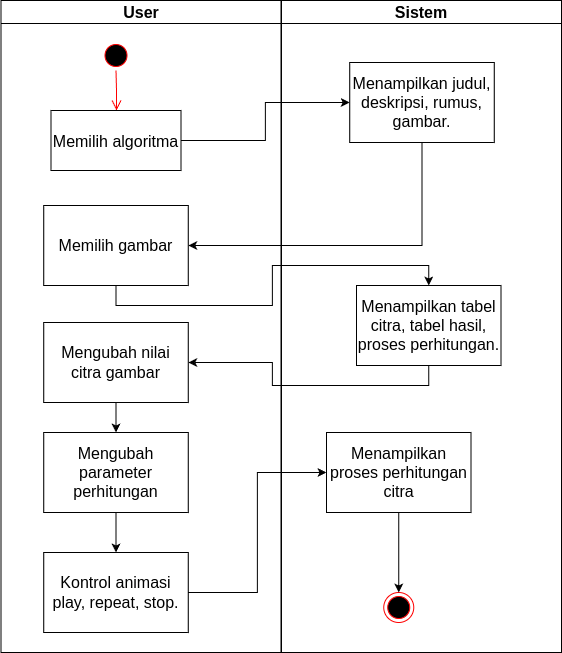 User
Sistem
Memilih algoritma
Menampilkan judul,
deskripsi, rumus,
gambar.
Memilih gambar
Menampilkan tabel
citra, tabel hasil,
proses perhitungan.
Mengubah nilai
citra gambar
Mengubah
parameter
perhitungan
Kontrol animasi
play, repeat, stop.
Menampilkan
proses perhitungan
citra